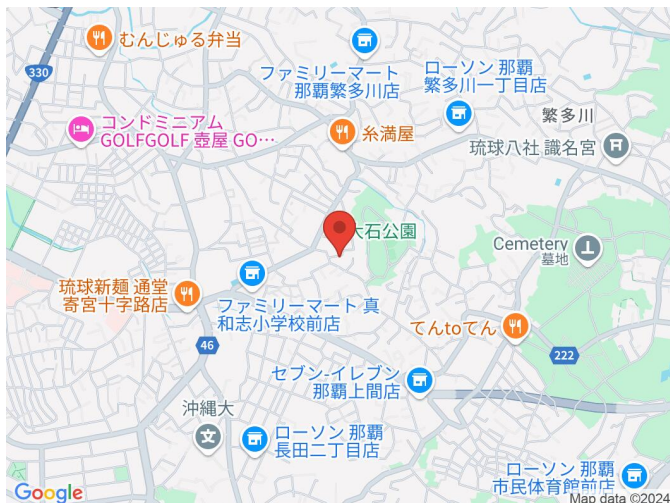 むんじゅる弁当
330
ファミリーマート
那覇繁多川店
ローソン 那覇
繁多川一丁目店
繁多川
コンドミニアム
GOLFGOLF 壺屋 GO…
糸満屋
琉球八社 識名宮
大石公園
Cemetery
墓地
琉球新麺 通堂
寄宮十字路店
ファミリーマート 真
和志小学校前店
てんtoてん
46
222
セブン-イレブン
那覇上間店
沖縄大
ローソン 那覇
長田二丁目店
ローソン 那覇
市民体育館前店
Google
Map data ©2024